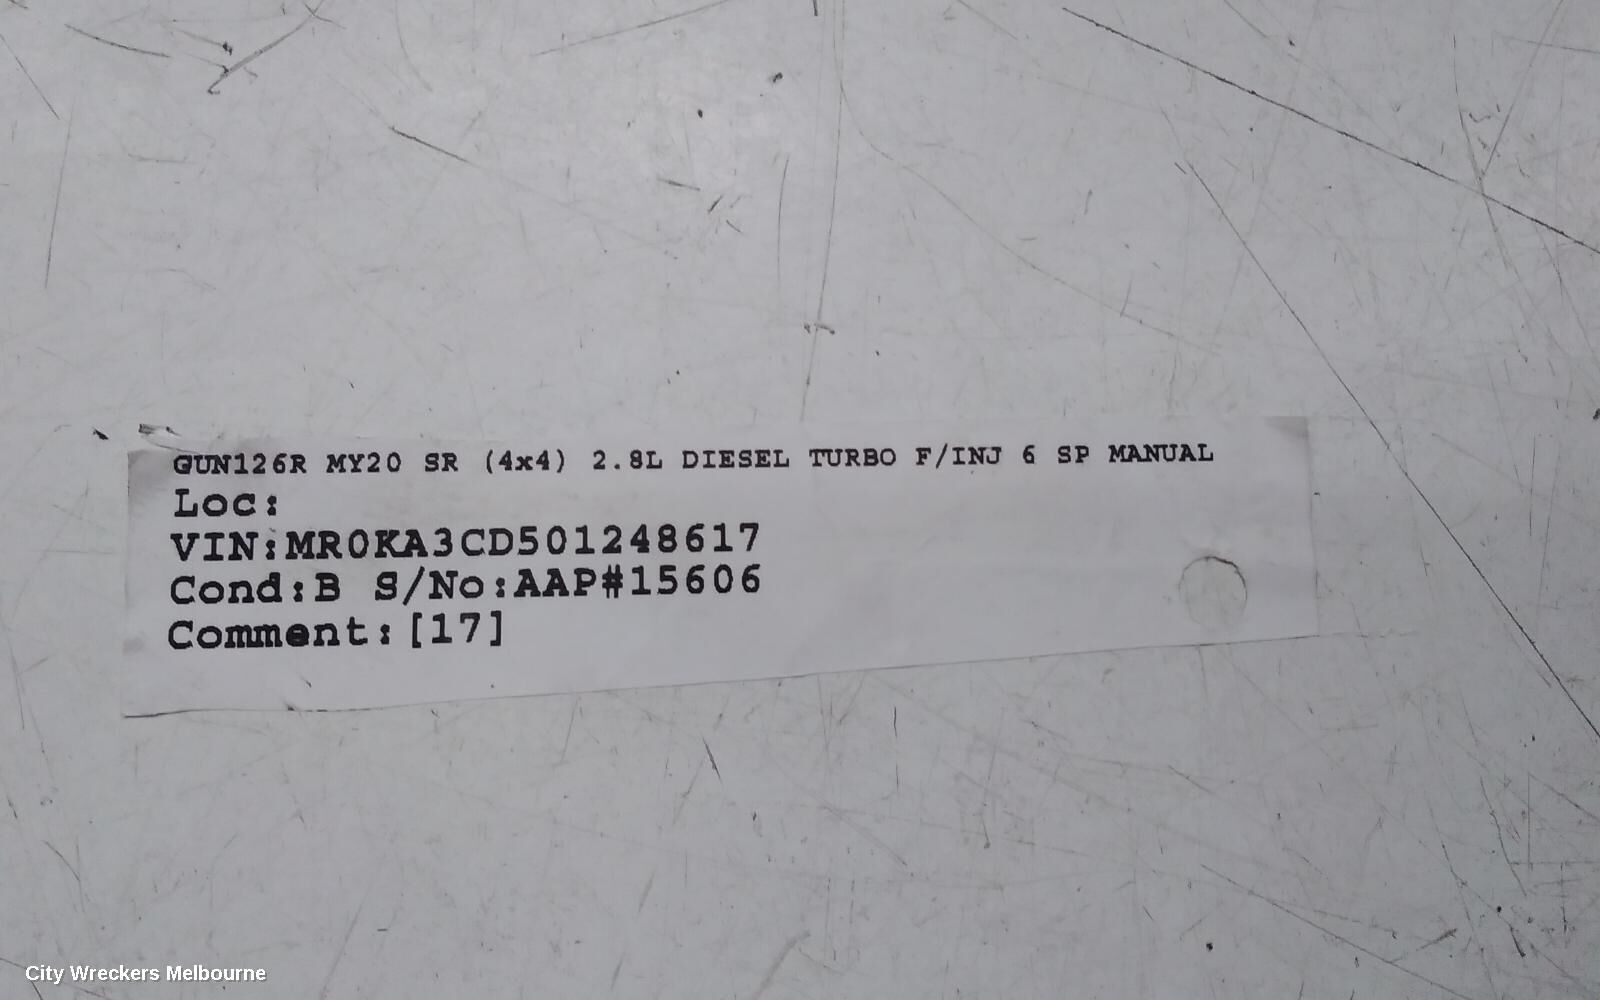 GUN126R MY20 SR (4x4) 2.8L DIESEL TURBO F/INJ 6 SP MANUAL
Loc:
VIN:MR0KA3CD501248617
Cond:B S/No:AAP#15606
Comment:[17]
City Wreckers Melbourne